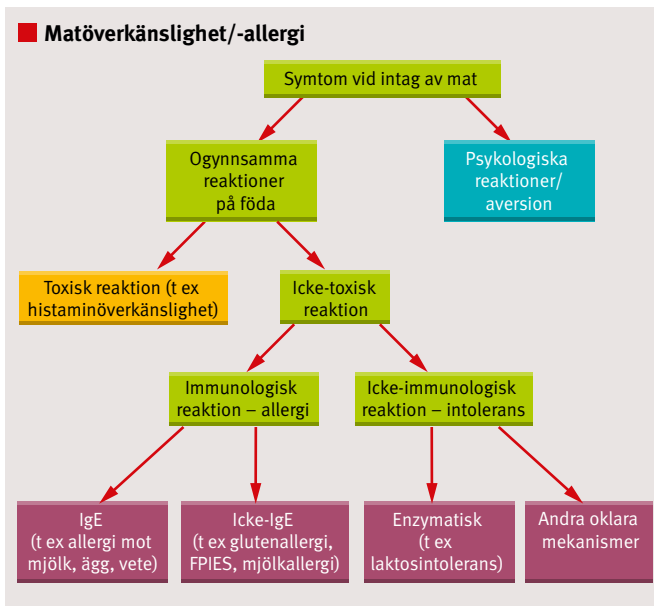 Matöverkänslighet/-allergi
Symtom vid intag av mat
Ogynnsamma
reaktioner
på föda
Psykologiska
reaktioner/
aversion
Toxisk reaktion (t ex
histaminöverkänslighet)
Icke-toxisk
reaktion
Immunologisk
reaktion – allergi
Icke-immunologisk
reaktion – intolerans
IgE
(t ex allergi mot
mjölk, ägg, vete)
Icke-IgE
(t ex glutenallergi,
FPIES, mjölkallergi)
Enzymatisk
(t ex
laktosintolerans)
Andra oklara
mekanismer